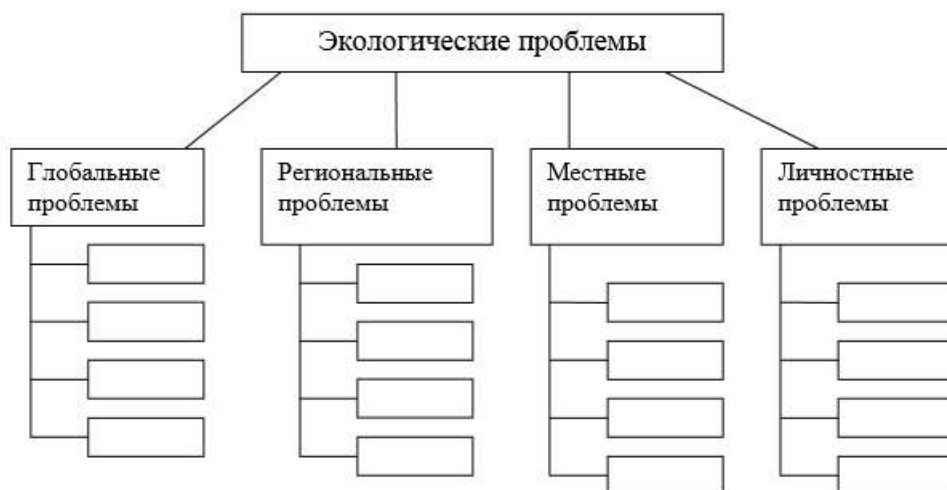 Экологические проблемы
Глобальные
проблемы
Региональные
проблемы
Местные
проблемы
Личностные
проблемы